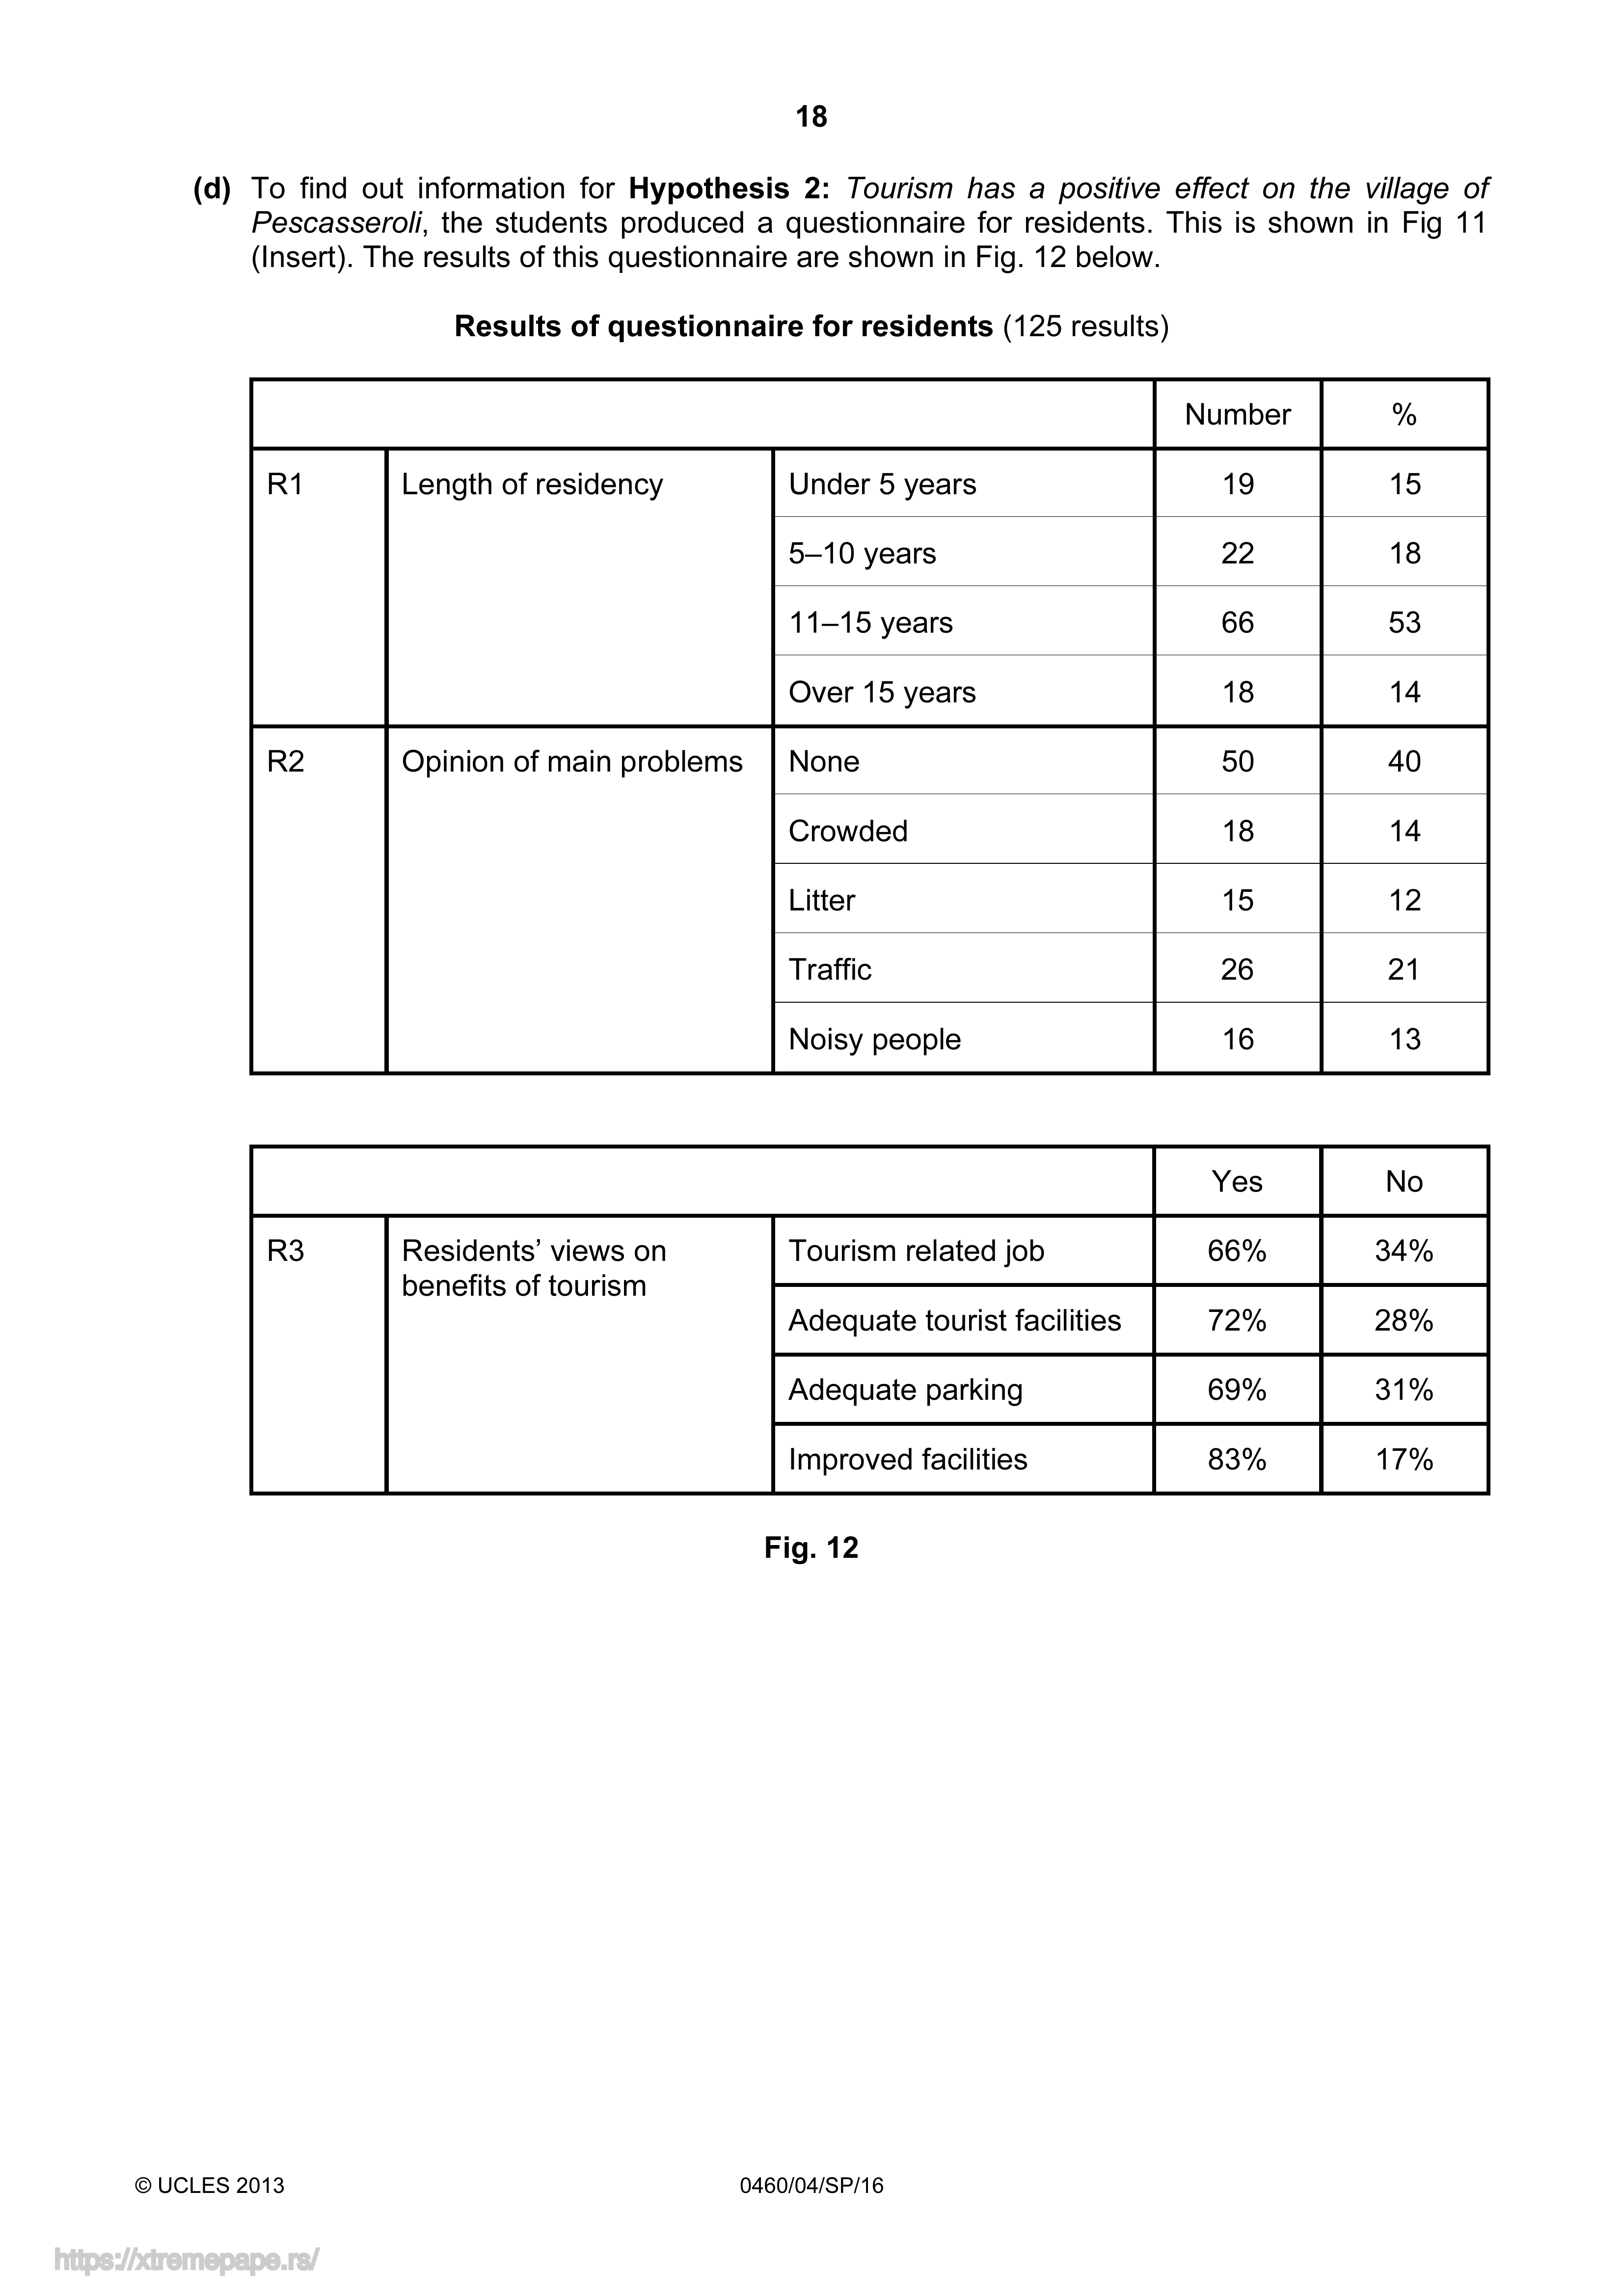 18
(d) To find out information for Hypothesis 2: Tourism has a positive effect on the village of
Pescasseroli, the students produced a questionnaire for residents. This is shown in Fig 11
(Insert). The results of this questionnaire are shown in Fig. 12 below.
Results of questionnaire for residents (125 results)
Number %
R1 Length of residency Under 5 years 19 15
5–10 years 22 18
11–15 years 66 53
Over 15 years 18 14
R2 Opinion of main problems None 50 40
Crowded 18 14
Litter 15 12
Traffic 26 21
Noisy people 16 13
Yes No
R3 Residents’ views on Tourism related job 66% 34%
benefits of tourism
Adequate tourist facilities 72% 28%
Adequate parking 69% 31%
Improved facilities 83% 17%
Fig. 12
© UCLES 2013 0460/04/SP/16
https://xtremepape.rs/